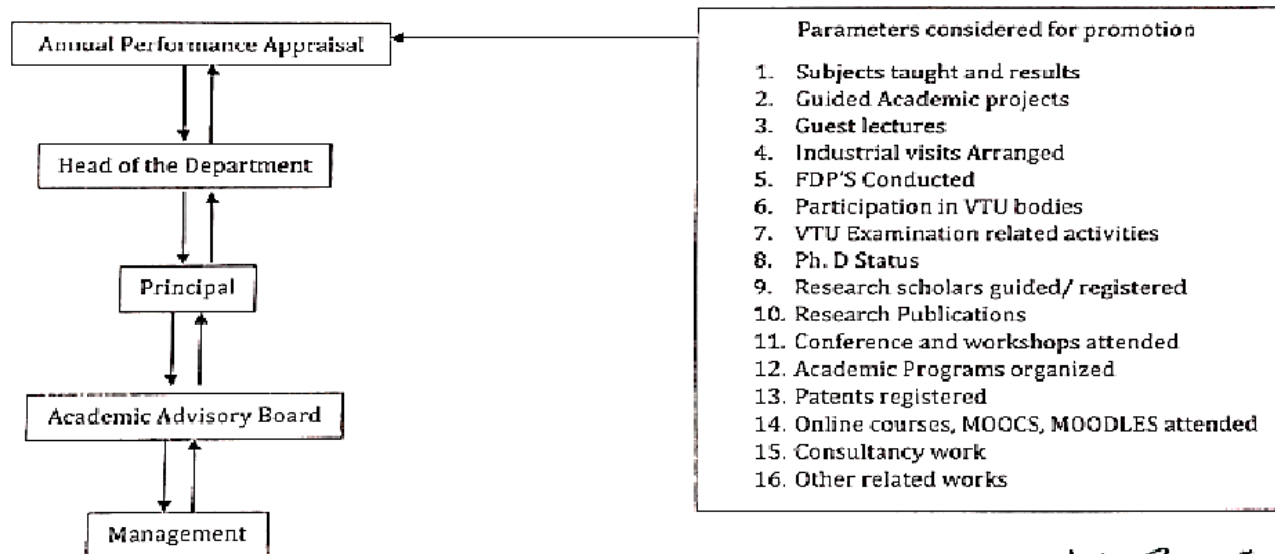 Annual Performance Appraisal
Head of the Department
Principal
Academic Advisory Board
Management
Parameters considered for promotion
1. Subjects taught and results
2. Guided Academic projects
3. Guest lectures
4. Industrial visits Arranged
5. FDP'S Conducted
6. Participation in VTU bodies
7. VTU Examination related activities
8. Ph. D Status
9. Research scholars guided/ registered
10. Research Publications
11. Conference and workshops attended
12. Academic Programs organized
13. Patents registered
14. Online courses, MOOCS, MOODLES attended
15. Consultancy work
16. Other related works